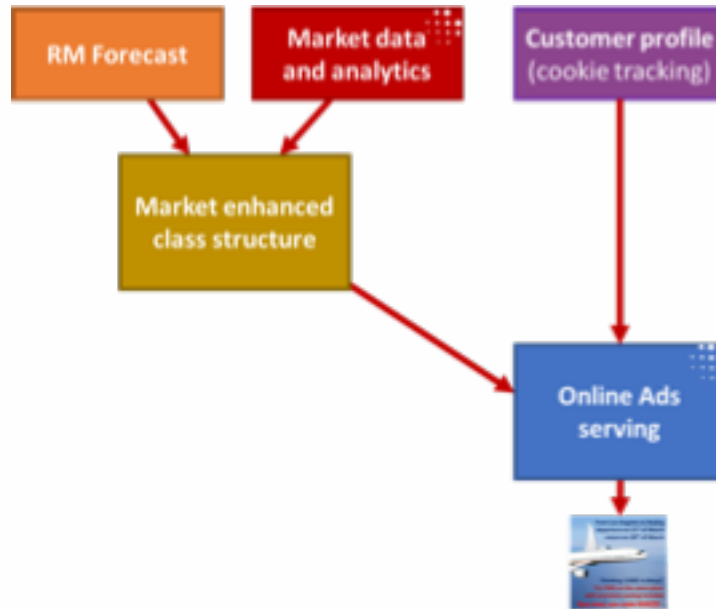 RM Forecast
Market data
and analytics
Customer profile
(cookie tracking)
Market enhanced
class structure
Online Ads
serving